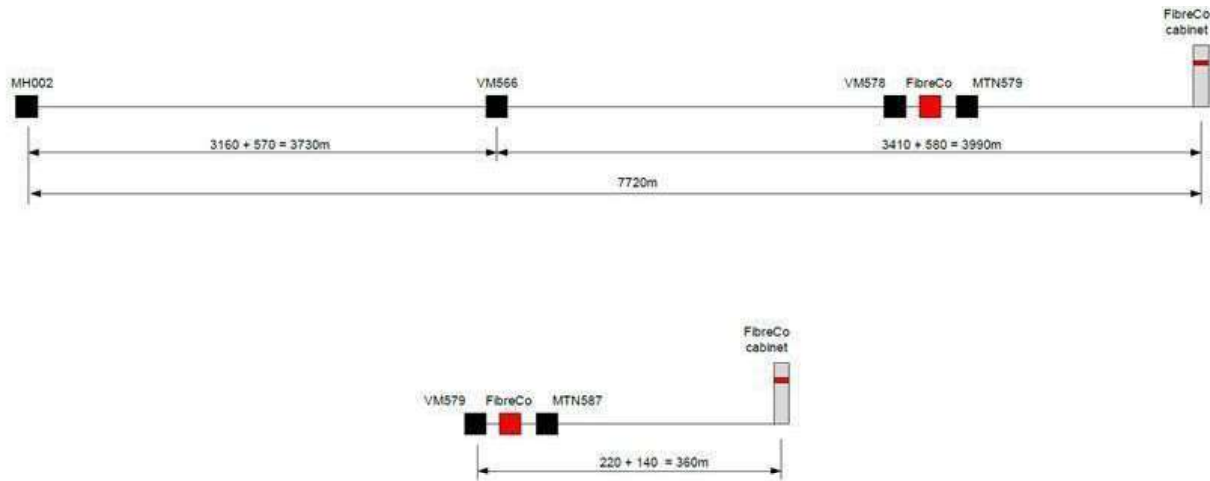 FibreCo
cabinet
MH002
VM566
VM578
FibreCo
MTN579
3160 + 570 = 3730m
3410 + 580 = 3990m
7720m
FibreCo
cabinet
VM579
FibreCo
MTN587
220 + 140 = 360m